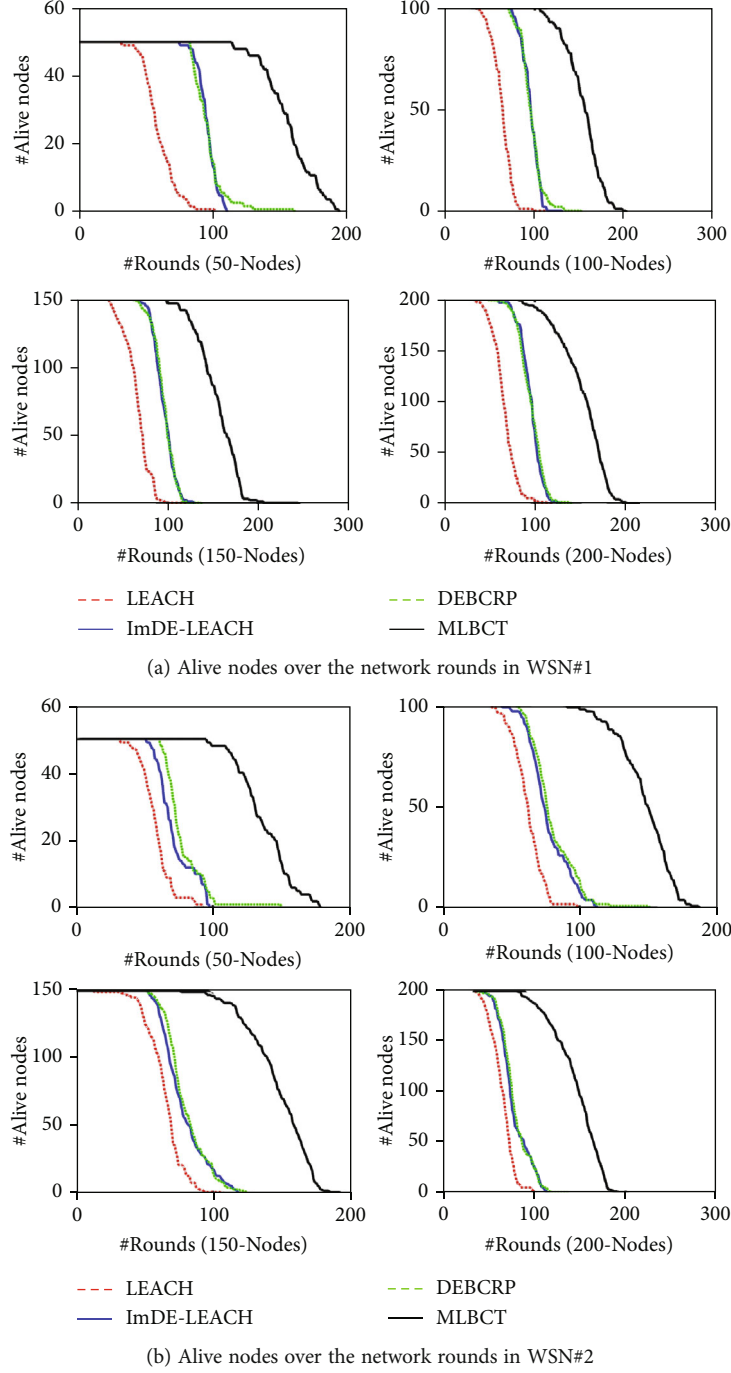 60
40
20
0
#Alive nodes
0
100
200
#Rounds (50-Nodes)
100
50
0
#Alive nodes
0
100
200
300
#Rounds (100-Nodes)
150
100
50
0
#Alive nodes
0
100
200
300
#Rounds (150-Nodes)
200
150
100
50
0
#Alive nodes
0
100
200
300
#Rounds (200-Nodes)
LEACH
DEBCRP
ImDE-LEACH
MLBCT
(a) Alive nodes over the network rounds in WSN#1
60
40
20
0
#Alive nodes
0
100
200
#Rounds (50-Nodes)
100
50
0
#Alive nodes
0
100
200
#Rounds (100-Nodes)
150
100
50
0
#Alive nodes
0
100
200
#Rounds (150-Nodes)
200
150
100
50
0
#Alive nodes
0
100
200
300
#Rounds (200-Nodes)
LEACH
DEBCRP
ImDE-LEACH
MLBCT
(b) Alive nodes over the network rounds in WSN#2